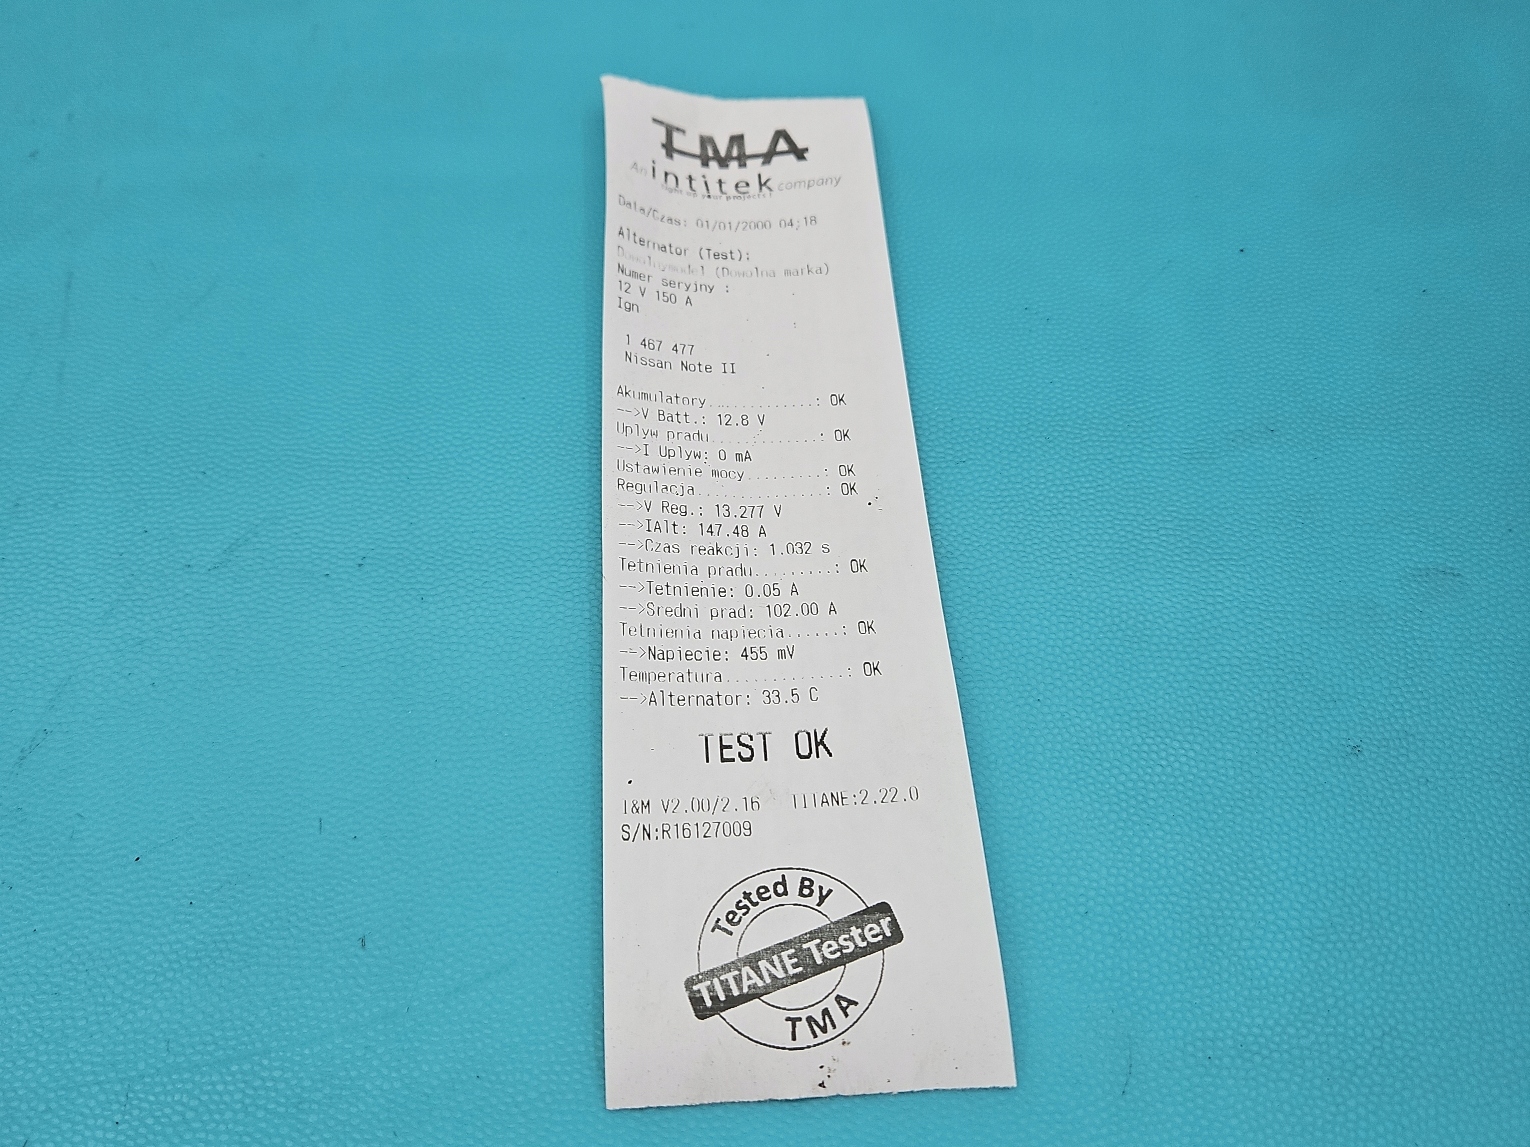 TMA
An intitek company
light up your projects!
Data/Czas: 01/01/2000 04:18
Alternator (Test):
Dowolnymodel (Dowolna marka)
Numer seryjny :
12 V 150 A
Ign
1 467 477
Nissan Note II
Akumulatory............: OK
-->V Batt.: 12.8 V
Uplyw pradu............: OK
-->I Uplyw: 0 mA
Ustawienie mocy.........: OK
Regulacja...............: OK
-->V Reg.: 13.277 V
-->IAlt: 147.48 A
-->Czas reakcji: 1.032 s
Tetnienia pradu.........: OK
-->Tetnienie: 0.05 A
-->Sredni prad: 102.00 A
Tetnienia napiecia......: OK
-->Napiecie: 455 mV
Temperatura.............: OK
-->Alternator: 33.5 C
TEST OK
I&M V2.00/2.16 TITANE:2.22.0
S/N:R16127009
Tested By
TITANE Tester
TMA